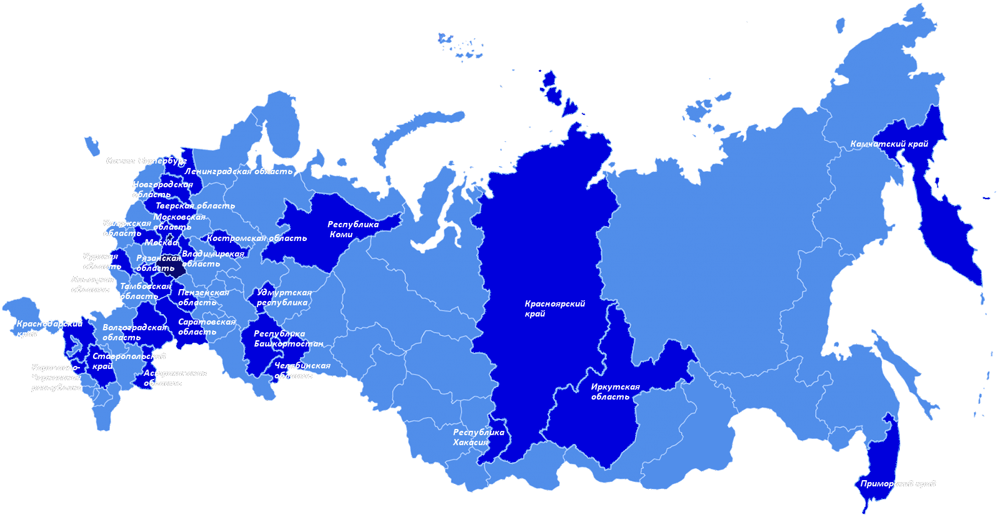 Камчатский край
Санкт-Петербург
Ленинградская область
Новгородская
область
Тверская область
Московская
область
Калужская
область
Республика
Коми
Москва
Костромская область
Курская
область
Рязанская
область
Владимирская
область
Липецкая
область
Тамбовская
область
Пензенская
область
Удмуртская
республика
Красноярский
край
Краснодарский
край
Волгоградская
область
Саратовская
область
Республика
Башкортостан
Ставропольский
край
Карачаево-
Черкесская
республика
Астраханская
область
Челябинская
область
Иркутская
область
Республика
Хакасия
Приморский край